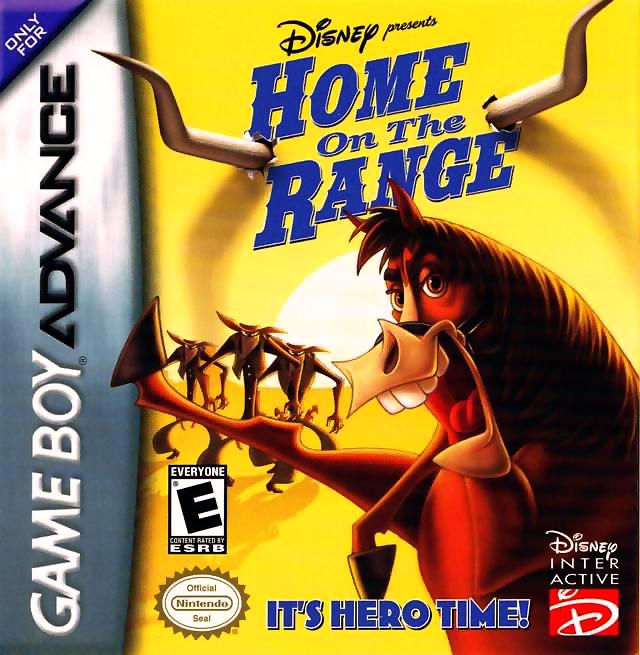 ONLY
FOR
GAME BOY ADVANCE
®
Disney presents
HOME
On The
RANGE
EVERYONE
E
CONTENT RATED BY
ESRB
Official
Nintendo
Seal
IT'S HERO TIME!
Disney
INTER
ACTIVE
D